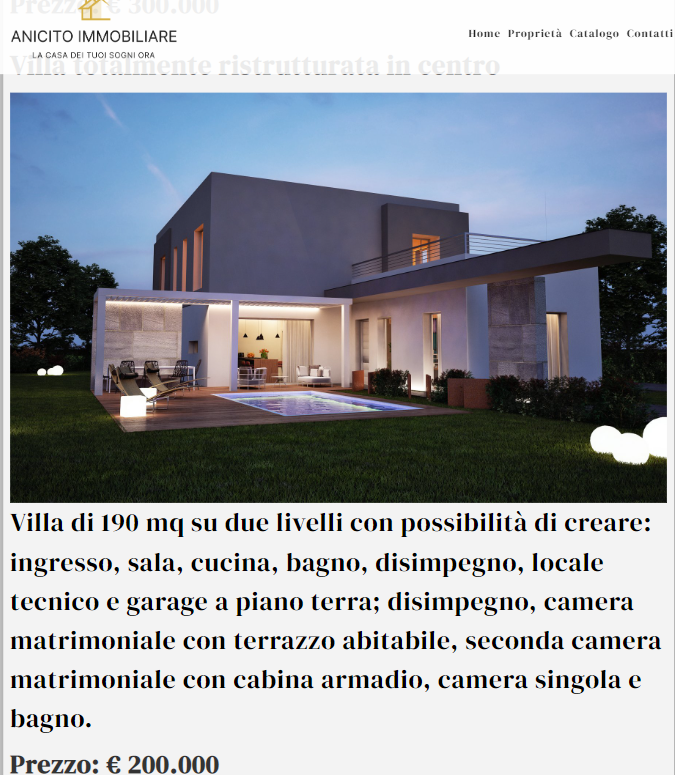 Prezzo: € 300.000
ANICITO IMMOBILIARE
LA CASA DEI TUOI SOGNI ORA
Home Proprietà Catalogo Contatti
Villa totalmente ristrutturata in centro
Villa di 190 mq su due livelli con possibilità di creare:
ingresso, sala, cucina, bagno, disimpegno, locale
tecnico e garage a piano terra; disimpegno, camera
matrimoniale con terrazzo abitabile, seconda camera
matrimoniale con cabina armadio, camera singola e
bagno.
Prezzo: € 200.000